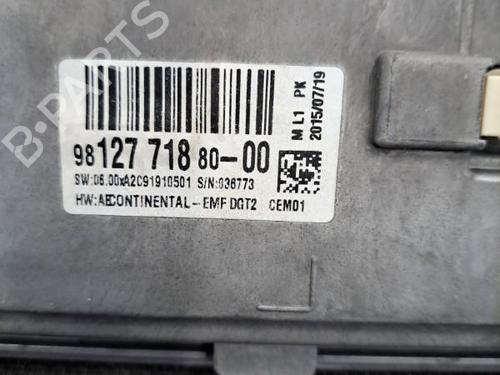 B-PARTS
98 127 718 80-00
SW:06.00xA2C91910501 S/N:036773
HW:AECONTINENTAL-EMF DGT2 CEM01
ML1 PK
2015/07/19